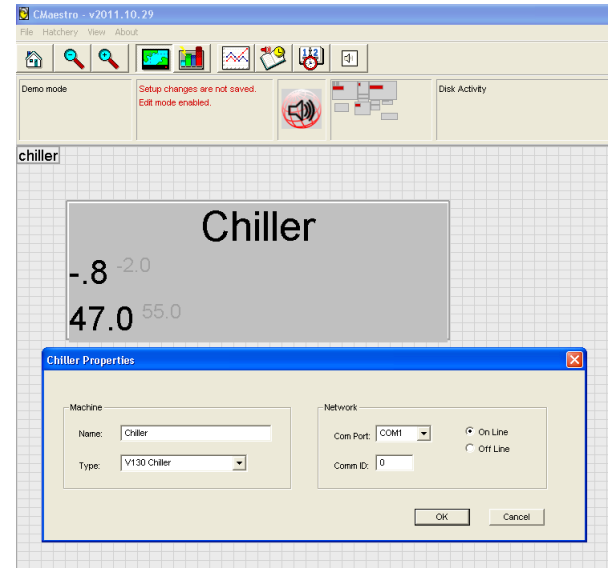 CMaestro - v2011.10.29
File Hatchery View About
1 2
Demo mode
Setup changes are not saved.
Edit mode enabled.
Disk Activity
chiller
Chiller
-.8 -2.0
47.0 55.0
Chiller Properties
Machine
Name: Chiller
Type: V130 Chiller
Network
Com Port: COM1
On Line
Off Line
Comm ID: 0
OK Cancel